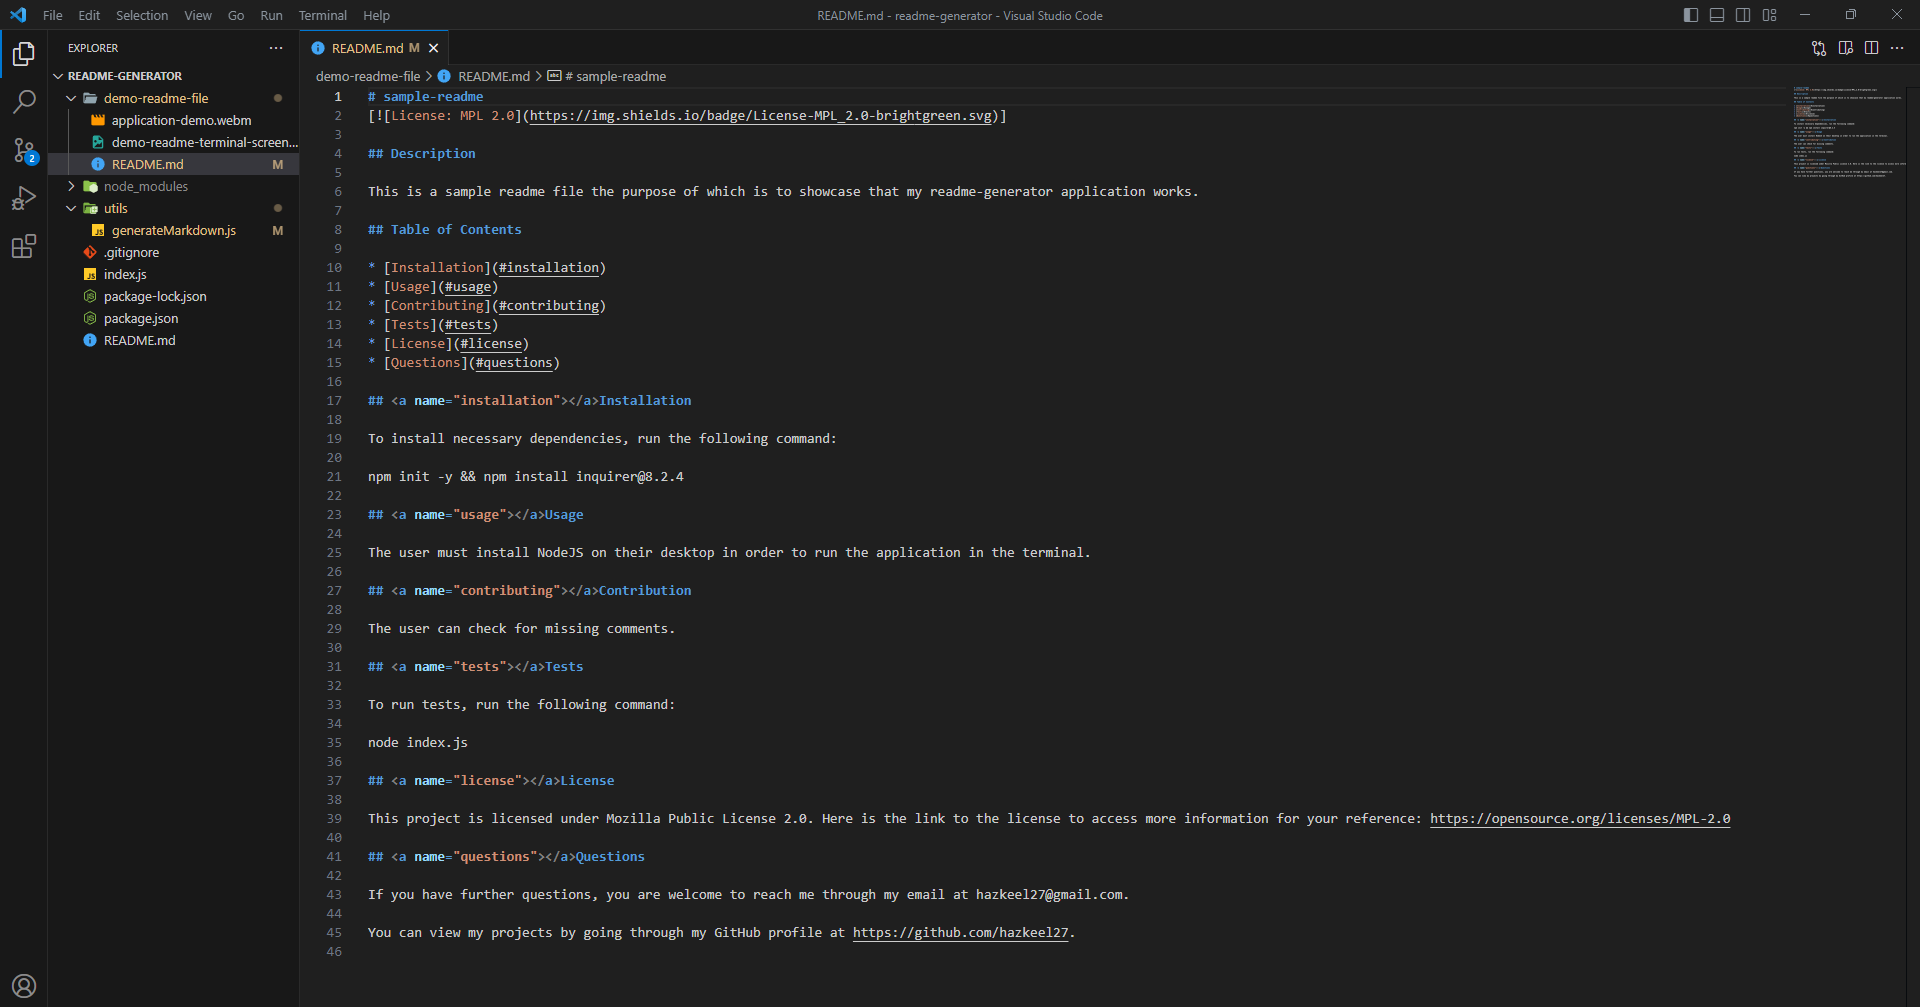 File Edit Selection View Go Run Terminal Help
README.md - readme-generator - Visual Studio Code
EXPLORER
README-GENERATOR
demo-readme-file
application-demo.webm
demo-readme-terminal-screen...
README.md M
node_modules
utils
generateMarkdown.js M
.gitignore
index.js
package-lock.json
package.json
README.md
2
README.md M
demo-readme-file > README.md > # sample-readme
1 # sample-readme
2 [![License: MPL 2.0](https://img.shields.io/badge/License-MPL_2.0-brightgreen.svg)]
3
4 ## Description
5
6 This is a sample readme file the purpose of which is to showcase that my readme-generator application works.
7
8 ## Table of Contents
9
10 * [Installation](#installation)
11 * [Usage](#usage)
12 * [Contributing](#contributing)
13 * [Tests](#tests)
14 * [License](#license)
15 * [Questions](#questions)
16
17 ## <a name="installation"></a>Installation
18
19 To install necessary dependencies, run the following command:
20
21 npm init -y && npm install inquirer@8.2.4
22
23 ## <a name="usage"></a>Usage
24
25 The user must install NodeJS on their desktop in order to run the application in the terminal.
26
27 ## <a name="contributing"></a>Contribution
28
29 The user can check for missing comments.
30
31 ## <a name="tests"></a>Tests
32
33 To run tests, run the following command:
34
35 node index.js
36
37 ## <a name="license"></a>License
38
39 This project is licensed under Mozilla Public License 2.0. Here is the link to the license to access more information for your reference: https://opensource.org/licenses/MPL-2.0
40
41 ## <a name="questions"></a>Questions
42
43 If you have further questions, you are welcome to reach me through my email at hazkeel27@gmail.com.
44
45 You can view my projects by going through my GitHub profile at https://github.com/hazkeel27.
46